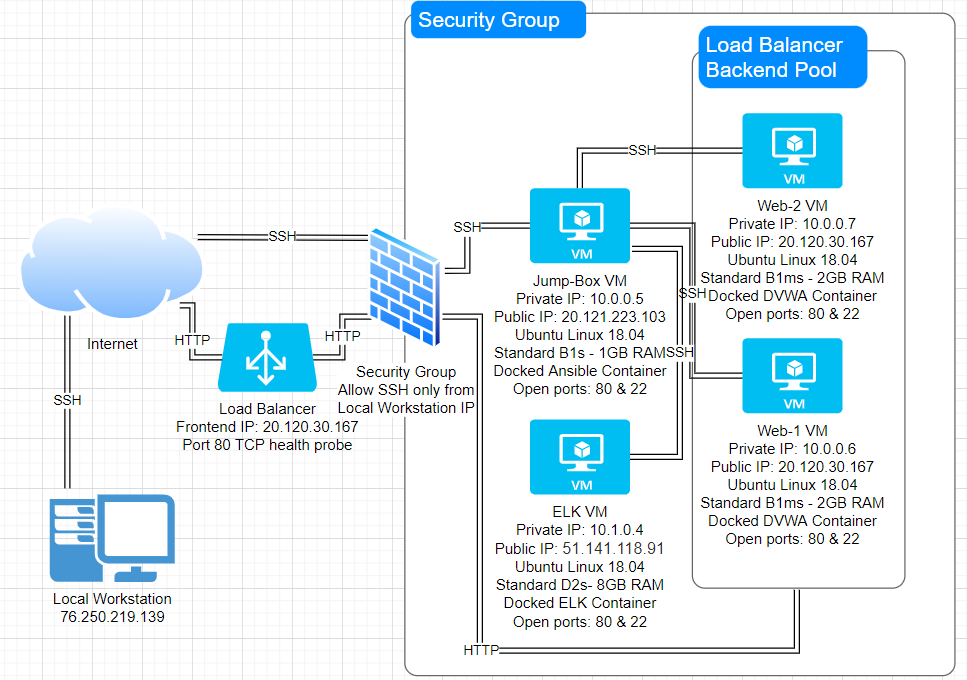 Security Group
Load Balancer
Backend Pool
SSH
VM
Web-2 VM
Private IP: 10.0.0.7
Public IP: 20.120.30.167
Ubuntu Linux 18.04
Standard B1ms - 2GB RAM
Docked DVWA Container
Open ports: 80 & 22
SSH
SSH
VM
Jump-Box VM
Private IP: 10.0.0.5
Public IP: 20.121.223.103
Ubuntu Linux 18.04
Standard B1s - 1GB RAM
Docked Ansible Container
Open ports: 80 & 22
SSH
SSH
Internet
HTTP
HTTP
Load Balancer
Frontend IP: 20.120.30.167
Port 80 TCP health probe
Security Group
Allow SSH only from
Local Workstation IP
SSH
VM
Web-1 VM
Private IP: 10.0.0.6
Public IP: 20.120.30.167
Ubuntu Linux 18.04
Standard B1ms - 2GB RAM
Docked DVWA Container
Open ports: 80 & 22
VM
ELK VM
Private IP: 10.1.0.4
Public IP: 51.141.118.91
Ubuntu Linux 18.04
Standard D2s- 8GB RAM
Docked ELK Container
Open ports: 80 & 22
Local Workstation
76.250.219.139
HTTP